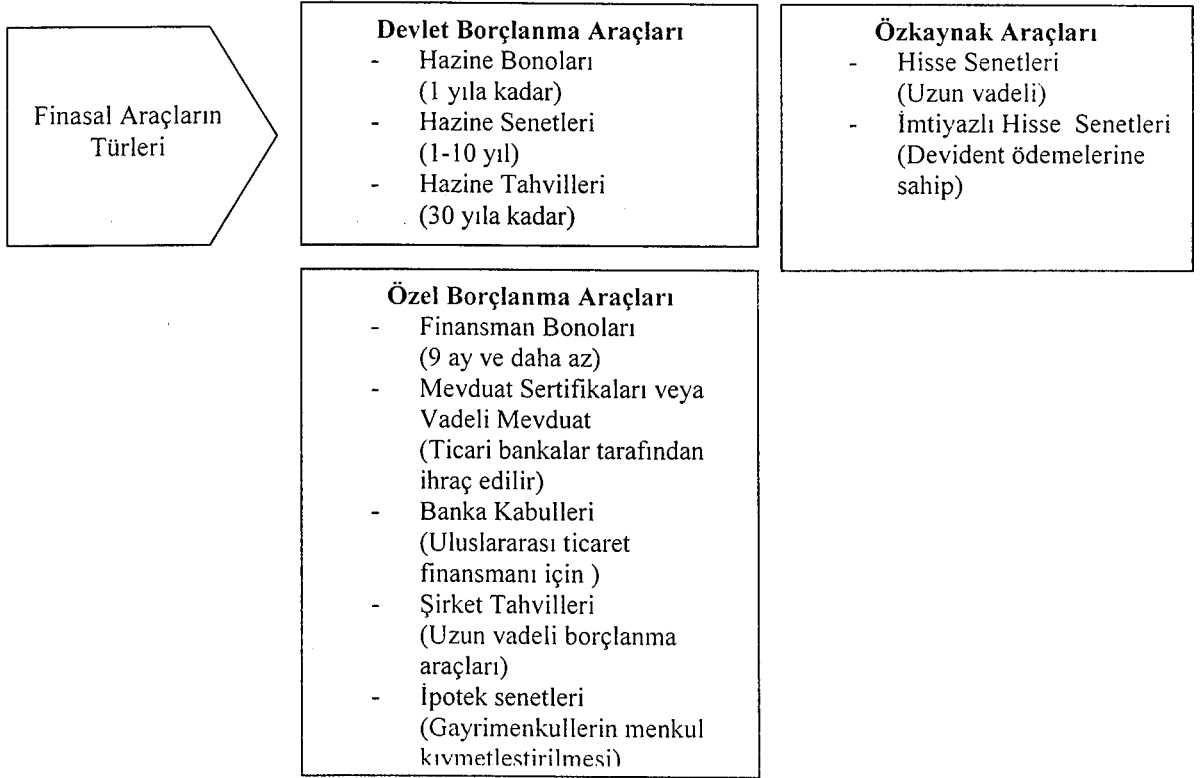 Finasal Araçların
Türleri
Devlet Borçlanma Araçları
- Hazine Bonoları
(1 yıla kadar)
- Hazine Senetleri
(1-10 yıl)
- Hazine Tahvilleri
(30 yıla kadar)
Özkaynak Araçları
- Hisse Senetleri
(Uzun vadeli)
- İmtiyazlı Hisse Senetleri
(Devident ödemelerine
sahip)
Özel Borçlanma Araçları
- Finansman Bonoları
(9 ay ve daha az)
- Mevduat Sertifikaları veya
Vadeli Mevduat
(Ticari bankalar tarafından
ihraç edilir)
- Banka Kabulleri
(Uluslararası ticaret
finansmanı için )
- Şirket Tahvilleri
(Uzun vadeli borçlanma
araçları)
- İpotek senetleri
(Gayrimenkullerin menkul
kıvmetlestirilmesi)